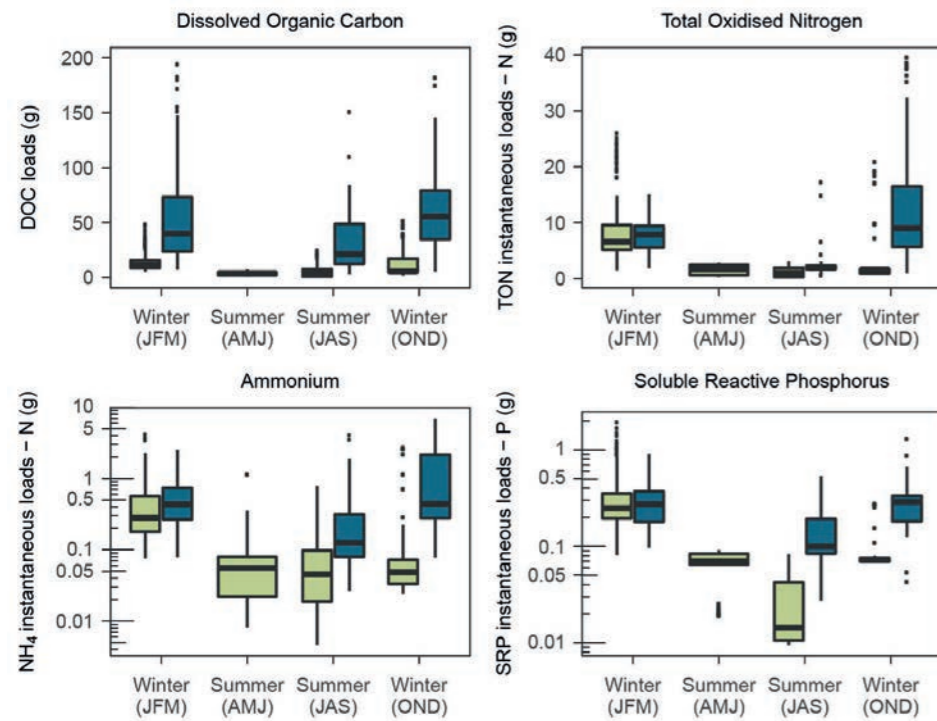 Dissolved Organic Carbon
DOC loads (g)
200
150
100
50
0
Winter
(JFM)
Summer
(AMJ)
Summer
(JAS)
Winter
(OND)
Total Oxidised Nitrogen
TON instantaneous loads – N (g)
40
30
20
10
0
Winter
(JFM)
Summer
(AMJ)
Summer
(JAS)
Winter
(OND)
Ammonium
NH₄ instantaneous loads – N (g)
10
5
1
0.5
0.1
0.05
0.01
Winter
(JFM)
Summer
(AMJ)
Summer
(JAS)
Winter
(OND)
Soluble Reactive Phosphorus
SRP instantaneous loads – P (g)
1
0.5
0.1
0.05
0.01
Winter
(JFM)
Summer
(AMJ)
Summer
(JAS)
Winter
(OND)